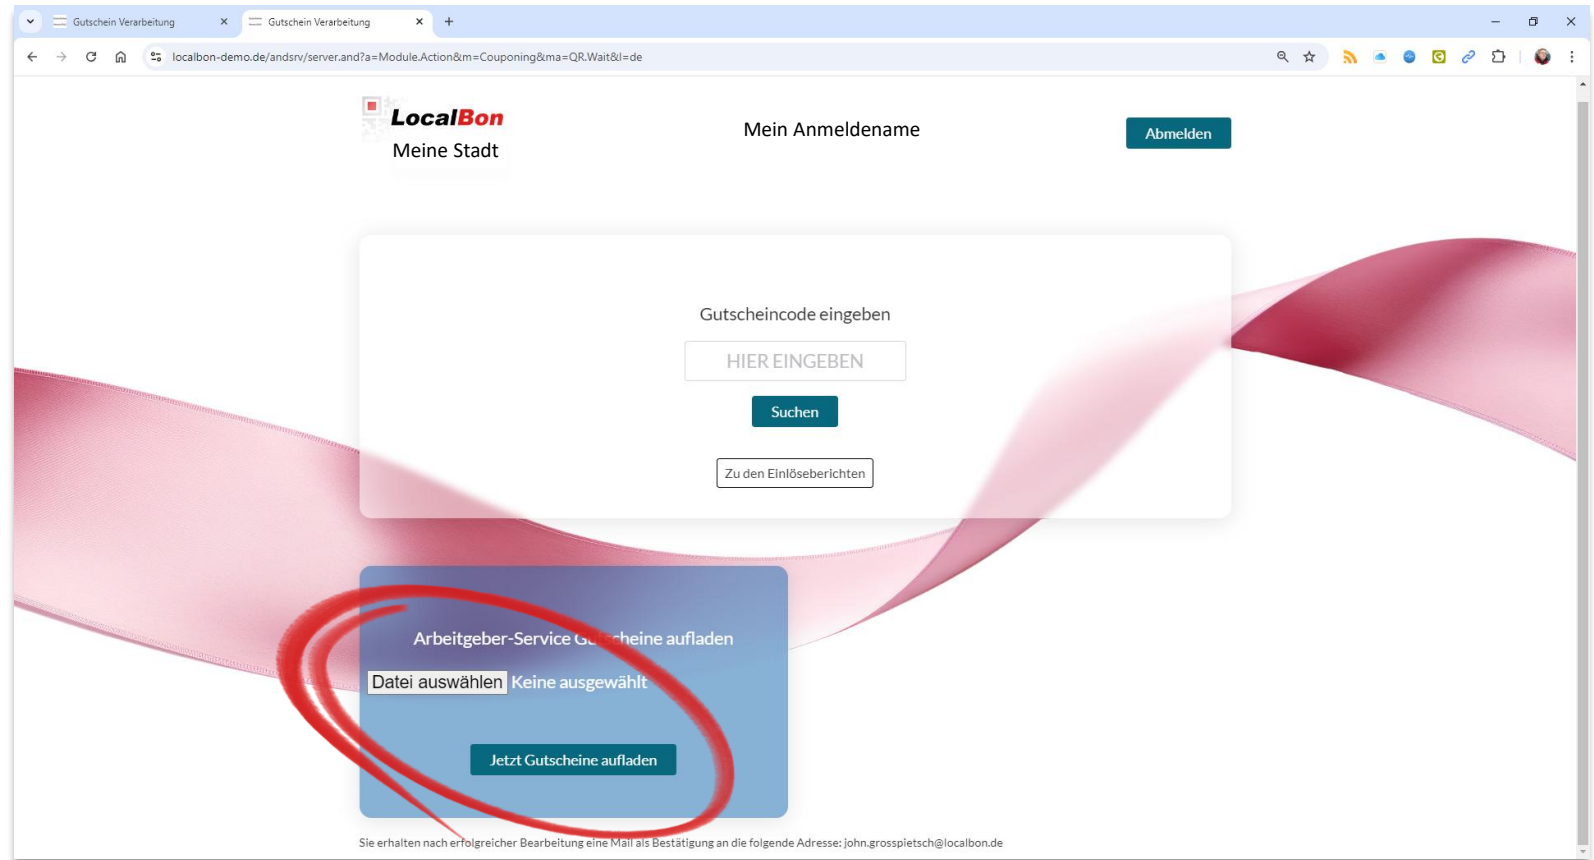 Gutschein Verarbeitung
Gutschein Verarbeitung
localbon-demo.de/andsrv/server.and?a=Module.Action&m=Couponing&ma=QR.Wait&l=de
LocalBon
Meine Stadt
Mein Anmeldename
Abmelden
Gutscheincode eingeben
HIER EINGEBEN
Suchen
Zu den Einlöseberichten
Arbeitgeber-Service Gutscheine aufladen
Datei auswählen Keine ausgewählt
Jetzt Gutscheine aufladen
Sie erhalten nach erfolgreicher Bearbeitung eine Mail als Bestätigung an die folgende Adresse: john.grosspietsch@localbon.de